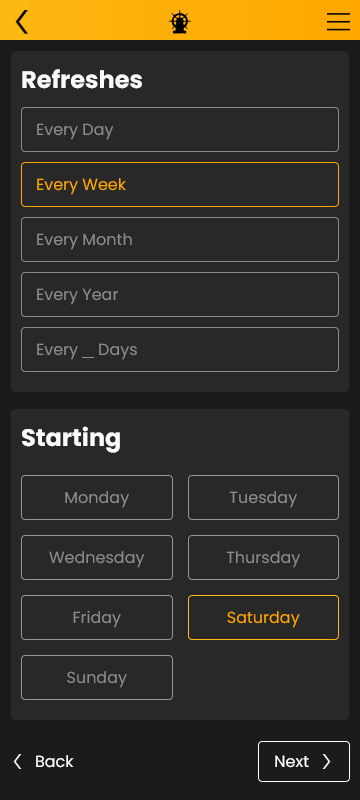 Refreshes
Every Day
Every Week
Every Month
Every Year
Every __ Days
Starting
Monday
Tuesday
Wednesday
Thursday
Friday
Saturday
Sunday
Back
Next